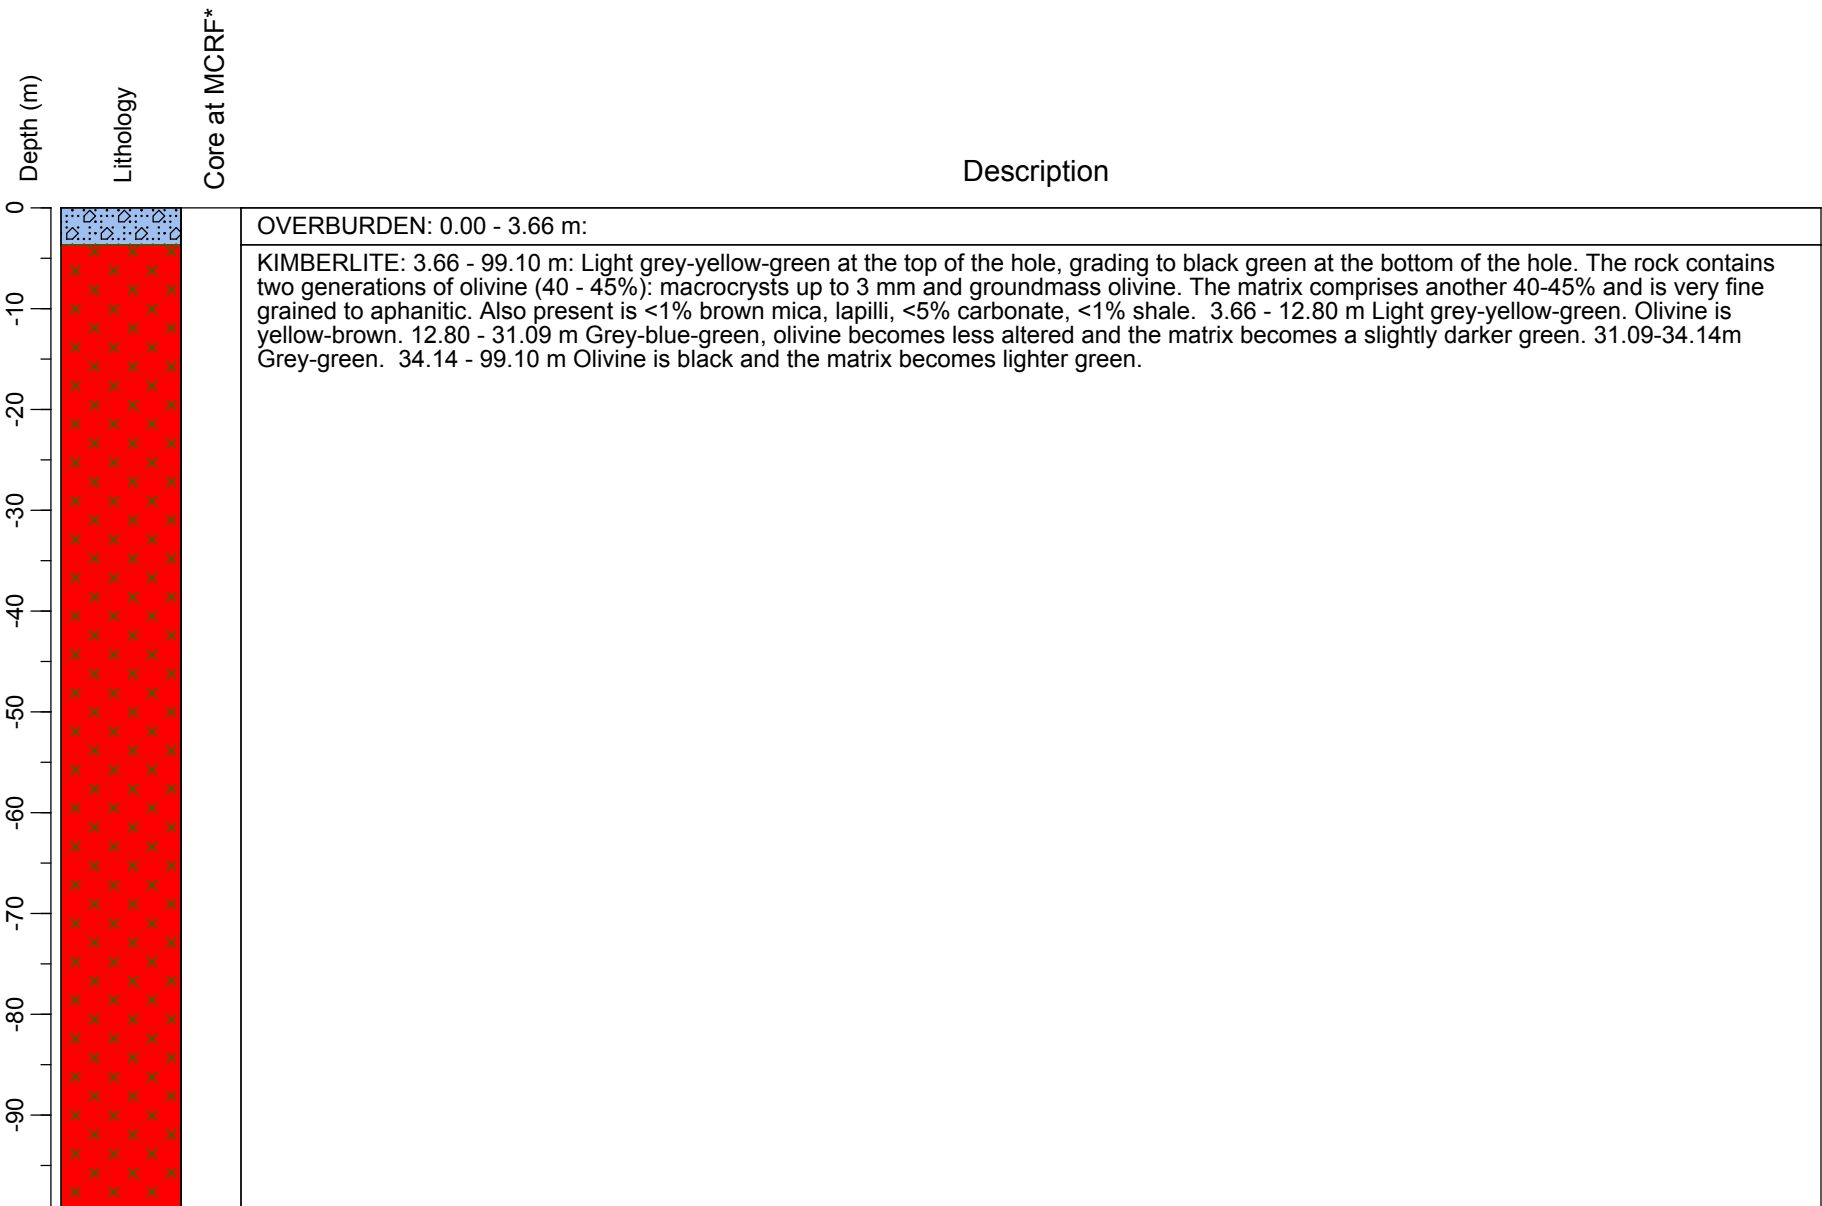 Depth (m)
Lithology
Core at MCRF*
Description
0
-10
-20
-30
-40
-50
-60
-70
-80
-90
OVERBURDEN: 0.00 - 3.66 m:
KIMBERLITE: 3.66 - 99.10 m: Light grey-yellow-green at the top of the hole, grading to black green at the bottom of the hole. The rock contains
two generations of olivine (40 - 45%): macrocrysts up to 3 mm and groundmass olivine. The matrix comprises another 40-45% and is very fine
grained to aphanitic. Also present is <1% brown mica, lapilli, <5% carbonate, <1% shale.  3.66 - 12.80 m Light grey-yellow-green. Olivine is
yellow-brown. 12.80 - 31.09 m Grey-blue-green, olivine becomes less altered and the matrix becomes a slightly darker green. 31.09-34.14m
Grey-green.  34.14 - 99.10 m Olivine is black and the matrix becomes lighter green.